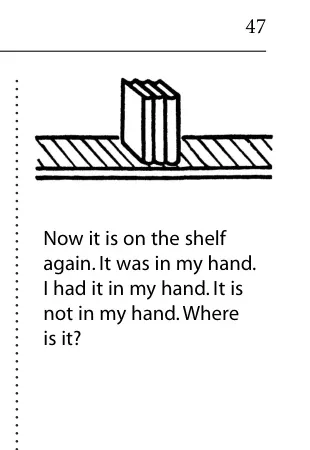 47
Now it is on the shelf
again. It was in my hand.
I had it in my hand. It is
not in my hand. Where
is it?